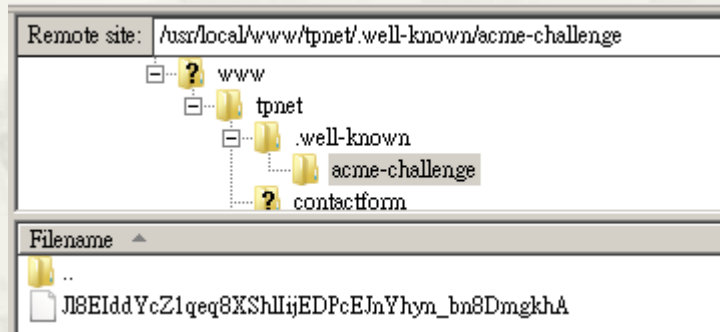 Remote site: /usr/local/www/tpnet/.well-known/acme-challenge
www
tpnet
.well-known
acme-challenge
contactform
Filename
..
Jl8EIddYcZ1qeq8XShlIijEDPcEJnYhyn_bn8DmgkhA